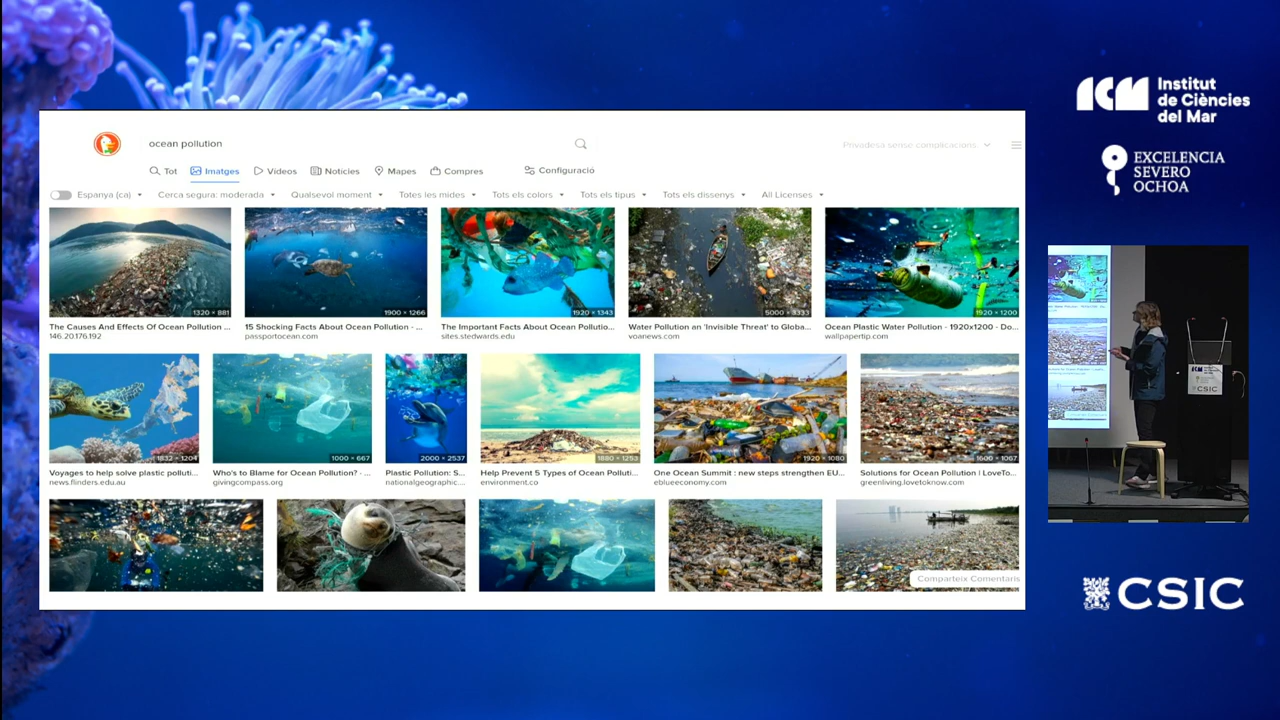 ocean pollution
Privadesa sense complicacions
Tot
Imatges
Vídeos
Notícies
Mapes
Compres
Configuració
Espanya (ca)
Cerca segura: moderada
Qualsevol moment
Totes les mides
Tots els colors
Tots els tipus
Tots els dissenys
All Licenses
1320 × 881
1900 × 1266
1920 × 1343
5000 × 3333
1920 × 1200
The Causes And Effects Of Ocean Pollution ...
15 Shocking Facts About Ocean Pollution - ...
The Important Facts About Ocean Pollutio...
Water Pollution an 'Invisible Threat' to Globa...
Ocean Plastic Water Pollution - 1920x1200 - Do...
146.20.176.192
passportocean.com
sites.stedwards.edu
voanews.com
wallpapertip.com
1832 × 1204
1000 × 667
2000 × 2537
1880 × 1253
1920 × 1080
1600 × 1067
Voyages to help solve plastic polluti...
Who's to Blame for Ocean Pollution? - ...
Plastic Pollution: S...
Help Prevent 5 Types of Ocean Polluti...
One Ocean Summit : new steps strengthen EU...
Solutions for Ocean Pollution | LoveTo...
news.flinders.edu.au
givingcompass.org
nationalgeographic....
environment.co
eblueeconomy.com
greenliving.lovetoknow.com
Comparteix Comentaris
ICM Institut
de Ciències
del Mar
EXCELENCIA
SEVERO
OCHOA
ICM
CSIC
CSIC